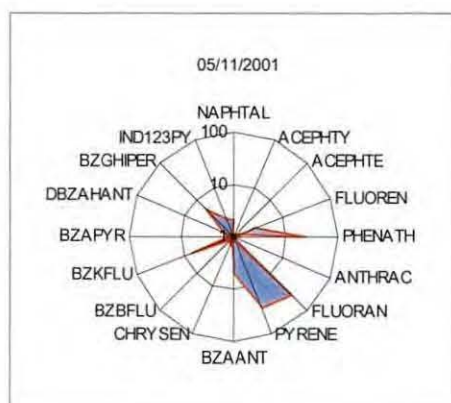 05/11/2001
NAPHTAL
IND123PY
100
ACEPHTY
BZGHIPER
ACEPHTE
DBZAHANT
10
FLUOREN
BZAPYR
1
PHENATH
BZKFLU
ANTHRAC
BZBFLU
FLUORAN
CHRYSEN
PYRENE
BZAANT